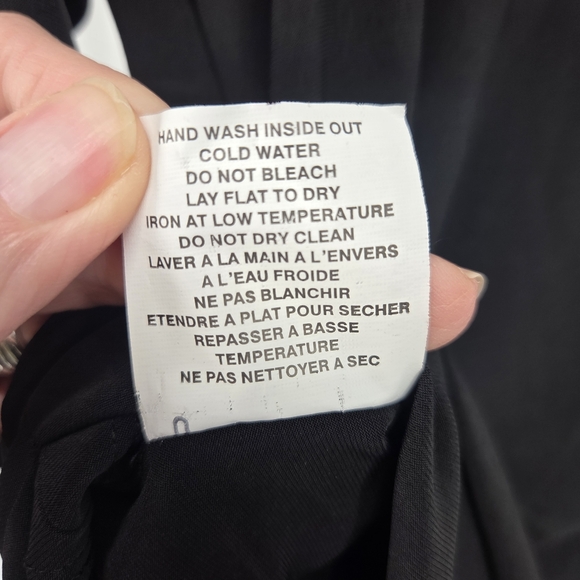 HAND WASH INSIDE OUT
COLD WATER
DO NOT BLEACH
LAY FLAT TO DRY
IRON AT LOW TEMPERATURE
DO NOT DRY CLEAN
LAVER A LA MAIN A L'ENVERS
A L'EAU FROIDE
NE PAS BLANCHIR
ETENDRE A PLAT POUR SECHER
REPASSER A BASSE
TEMPERATURE
NE PAS NETTOYER A SEC